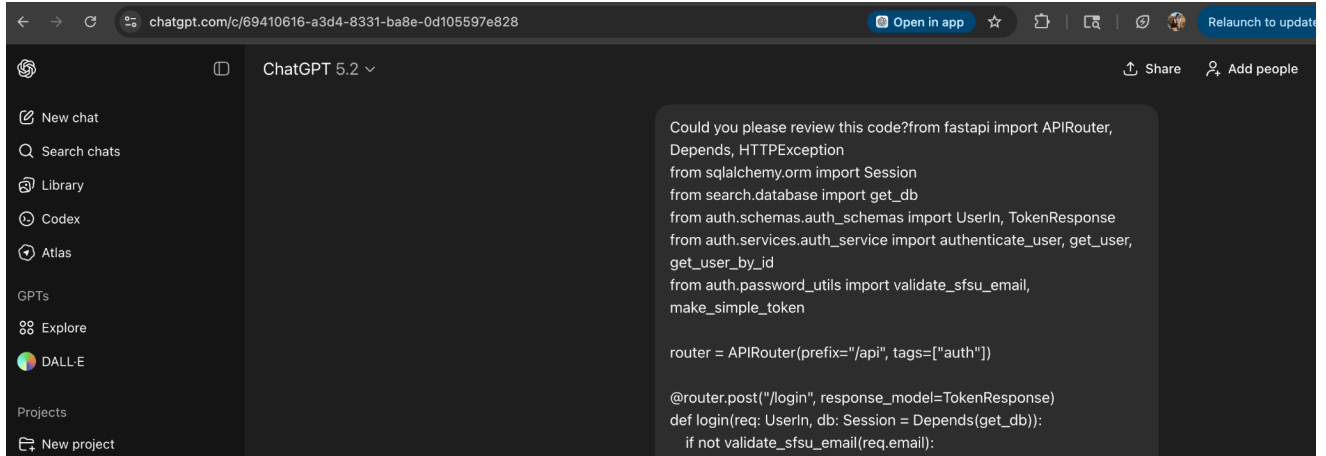 chatgpt.com/c/69410616-a3d4-8331-ba8e-0d105597e828
Open in app
Relaunch to update
ChatGPT 5.2
Share
Add people
New chat
Search chats
Library
Codex
Atlas
GPTs
Explore
DALL·E
Projects
New project
Could you please review this code?from fastapi import APIRouter,
Depends, HTTPException
from sqlalchemy.orm import Session
from search.database import get_db
from auth.schemas.auth_schemas import UserIn, TokenResponse
from auth.services.auth_service import authenticate_user, get_user,
get_user_by_id
from auth.password_utils import validate_sfsu_email,
make_simple_token
router = APIRouter(prefix="/api", tags=["auth"])
@router.post("/login", response_model=TokenResponse)
def login(req: UserIn, db: Session = Depends(get_db)):
if not validate_sfsu_email(req.email):